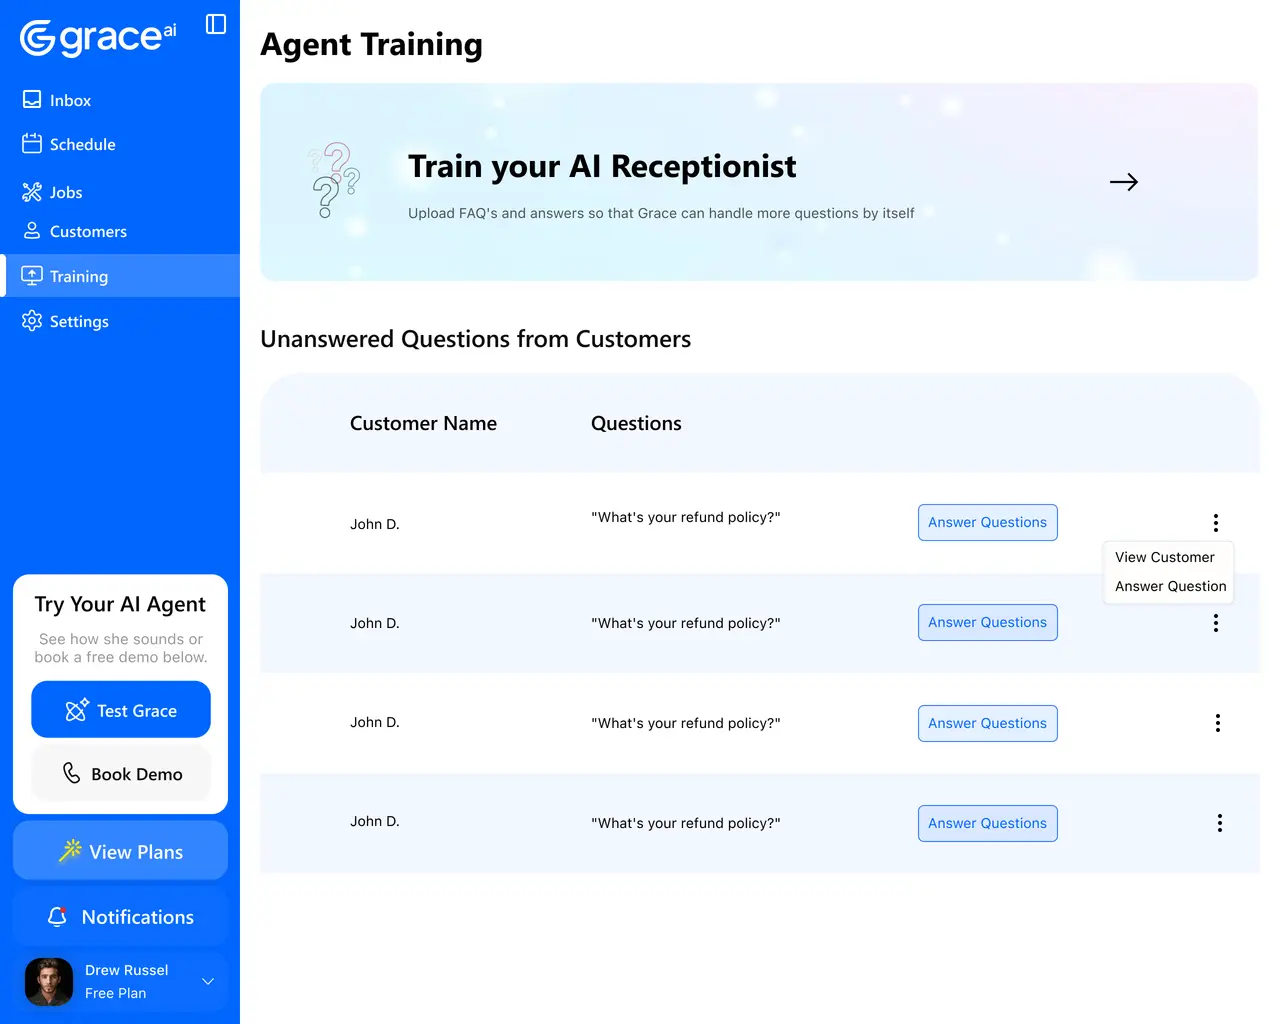 grace ai
Inbox
Schedule
Jobs
Customers
Training
Settings
Try Your AI Agent
See how she sounds or
book a free demo below.
Test Grace
Book Demo
View Plans
Notifications
Drew Russel
Free Plan
Agent Training
Train your AI Receptionist
Upload FAQ's and answers so that Grace can handle more questions by itself
Unanswered Questions from Customers
Customer Name Questions
John D. "What's your refund policy?" Answer Questions
View Customer
Answer Question
John D. "What's your refund policy?" Answer Questions
John D. "What's your refund policy?" Answer Questions
John D. "What's your refund policy?" Answer Questions